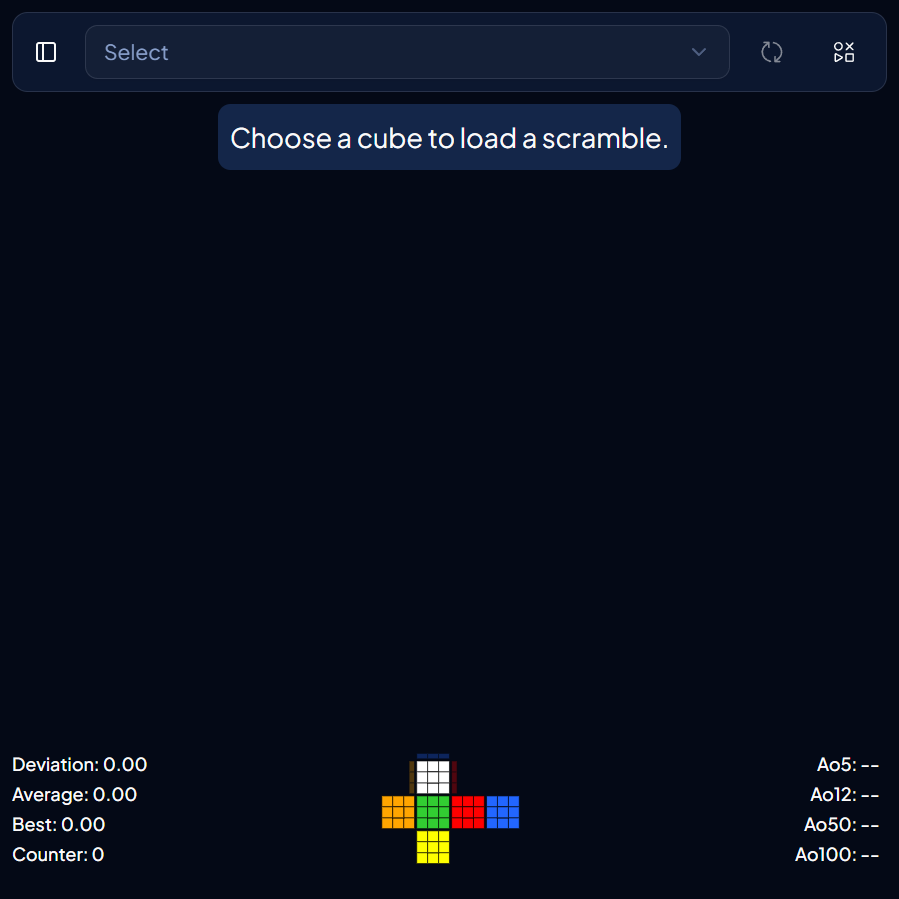 Select
Choose a cube to load a scramble.
Deviation: 0.00
Average: 0.00
Best: 0.00
Counter: 0
Ao5: --
Ao12: --
Ao50: --
Ao100: --